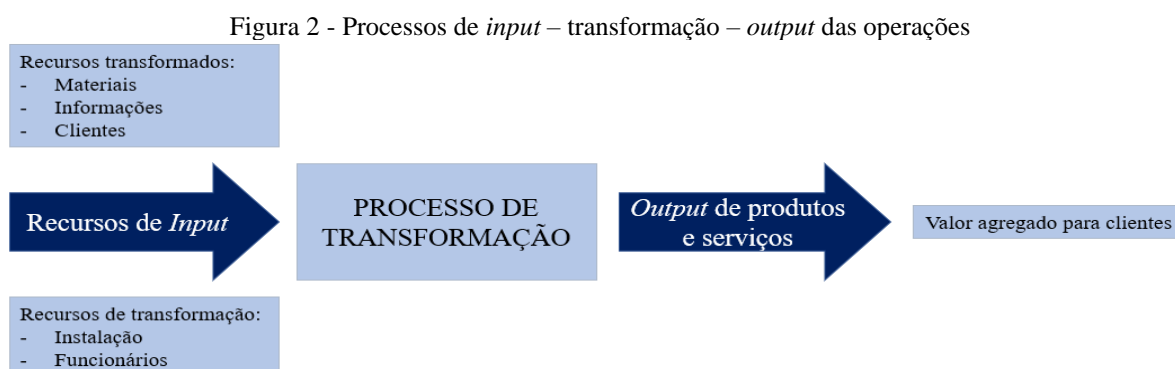 Figura 2 - Processos de input – transformação – output das operações
Recursos transformados:
- Materiais
- Informações
- Clientes
Recursos de Input
PROCESSO DE
TRANSFORMAÇÃO
Output de produtos
e serviços
Valor agregado para clientes
Recursos de transformação:
- Instalação
- Funcionários